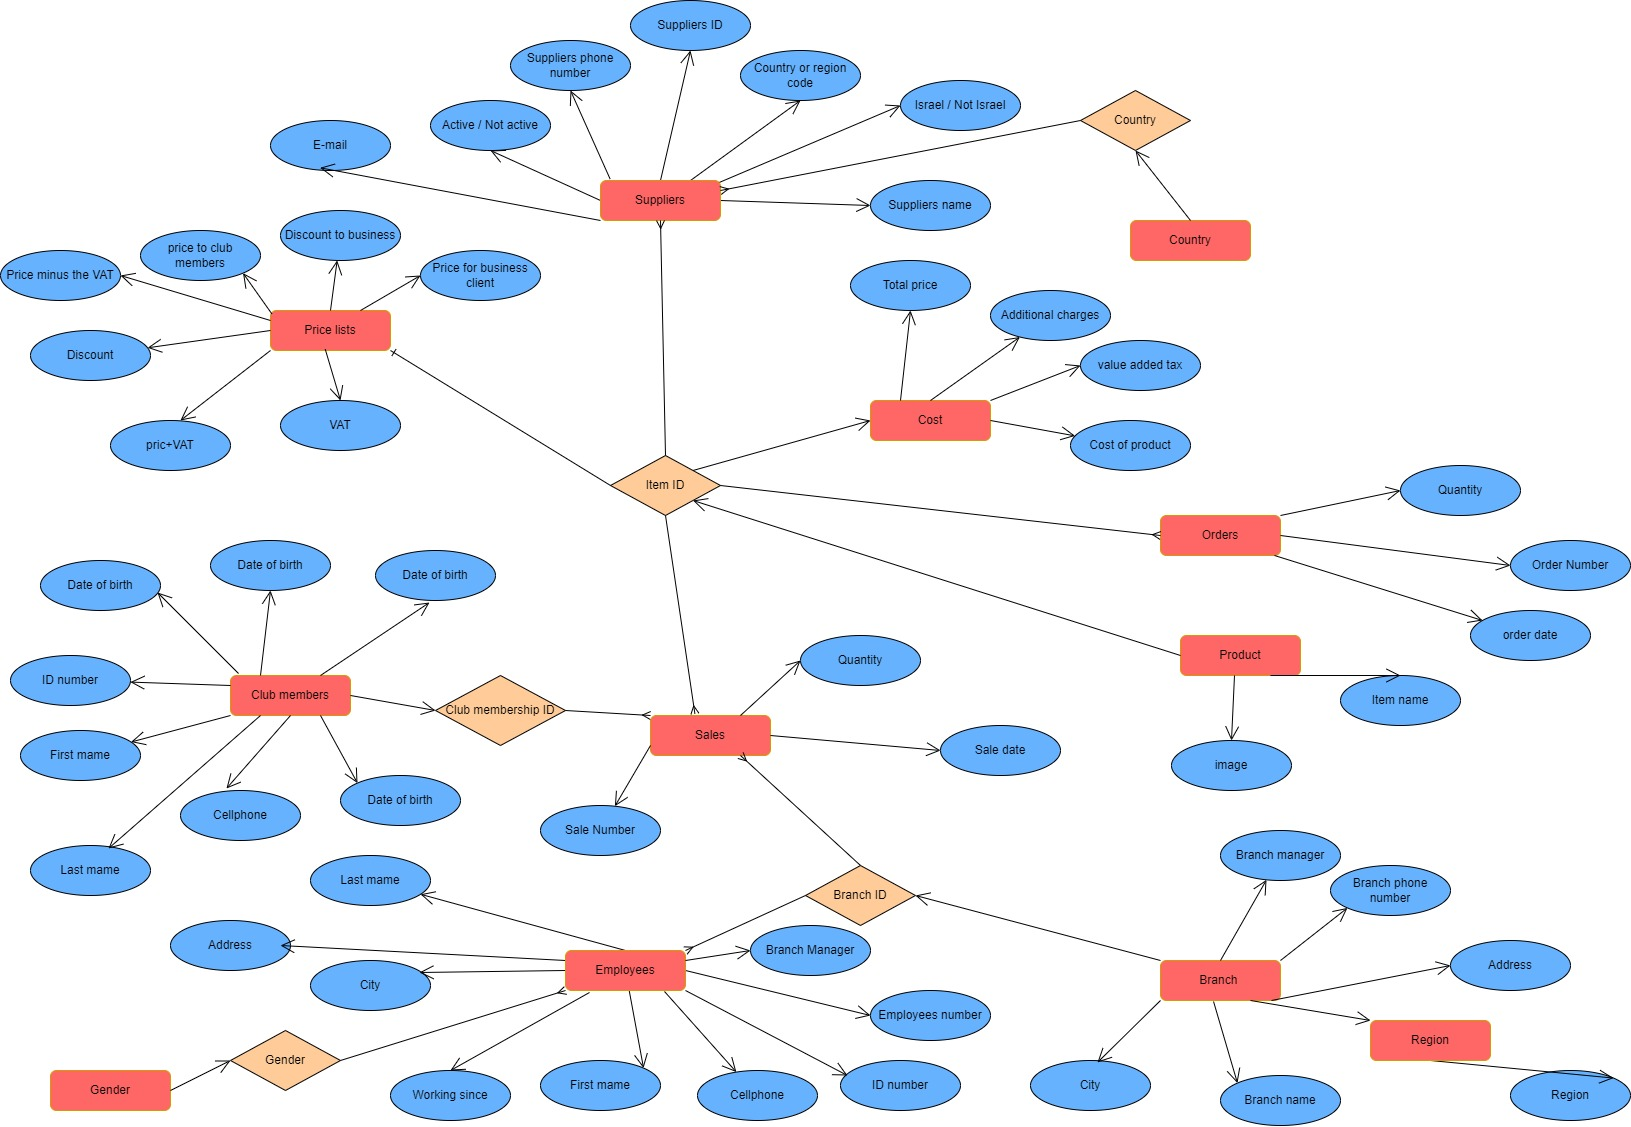 Suppliers ID
Suppliers phone
number
Country or region
code
Israel / Not Israel
Active / Not active
E-mail
Country
Suppliers
Suppliers name
Country
Discount to business
price to club
members
Price minus the VAT
Price for business
client
Price lists
Discount
VAT
pric+VAT
Total price
Additional charges
value added tax
Cost
Cost of product
Item ID
Quantity
Orders
Order Number
order date
Product
Item name
image
Date of birth
Date of birth
Date of birth
ID number
Club members
Club membership ID
First mame
Cellphone
Date of birth
Last mame
Quantity
Sales
Sale date
Sale Number
Last mame
Branch ID
Branch manager
Branch phone
number
Address
City
Employees
Branch Manager
Employees number
Gender
Gender
Working since
First mame
Cellphone
ID number
Branch
Address
Region
City
Branch name
Region